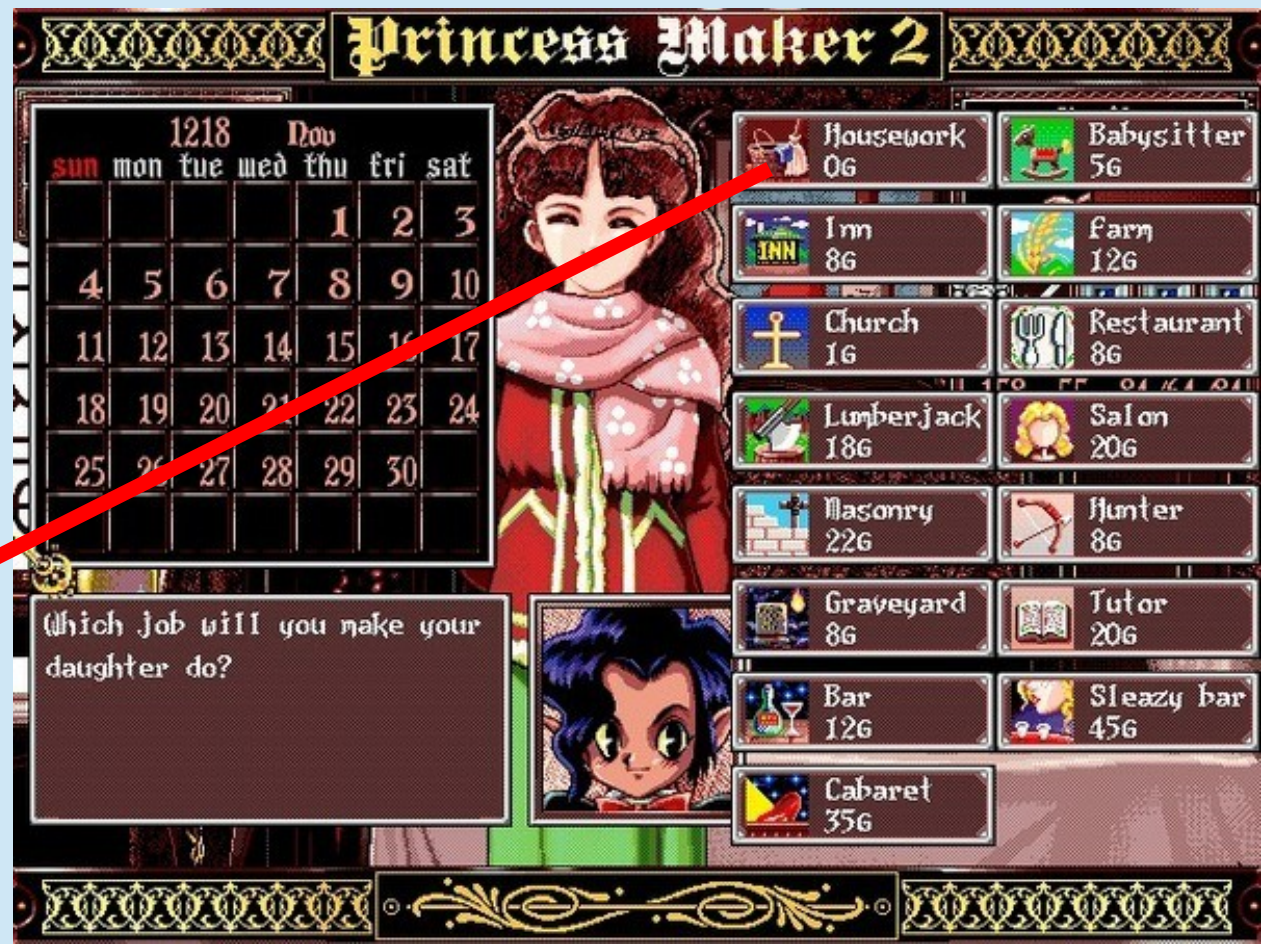 Princess Maker 2
1218 Nov
sun mon tue wed thu fri sat
1 2 3
4 5 6 7 8 9 10
11 12 13 14 15 16 17
18 19 20 21 22 23 24
25 26 27 28 29 30
Which job will you make your
daughter do?
Housework
0G
Babysitter
5G
INN
Inn
8G
Farm
12G
Church
1G
Restaurant
8G
Lumberjack
18G
Salon
20G
Masonry
22G
Hunter
8G
Graveyard
8G
Tutor
20G
Bar
12G
Sleazy bar
45G
Cabaret
35G